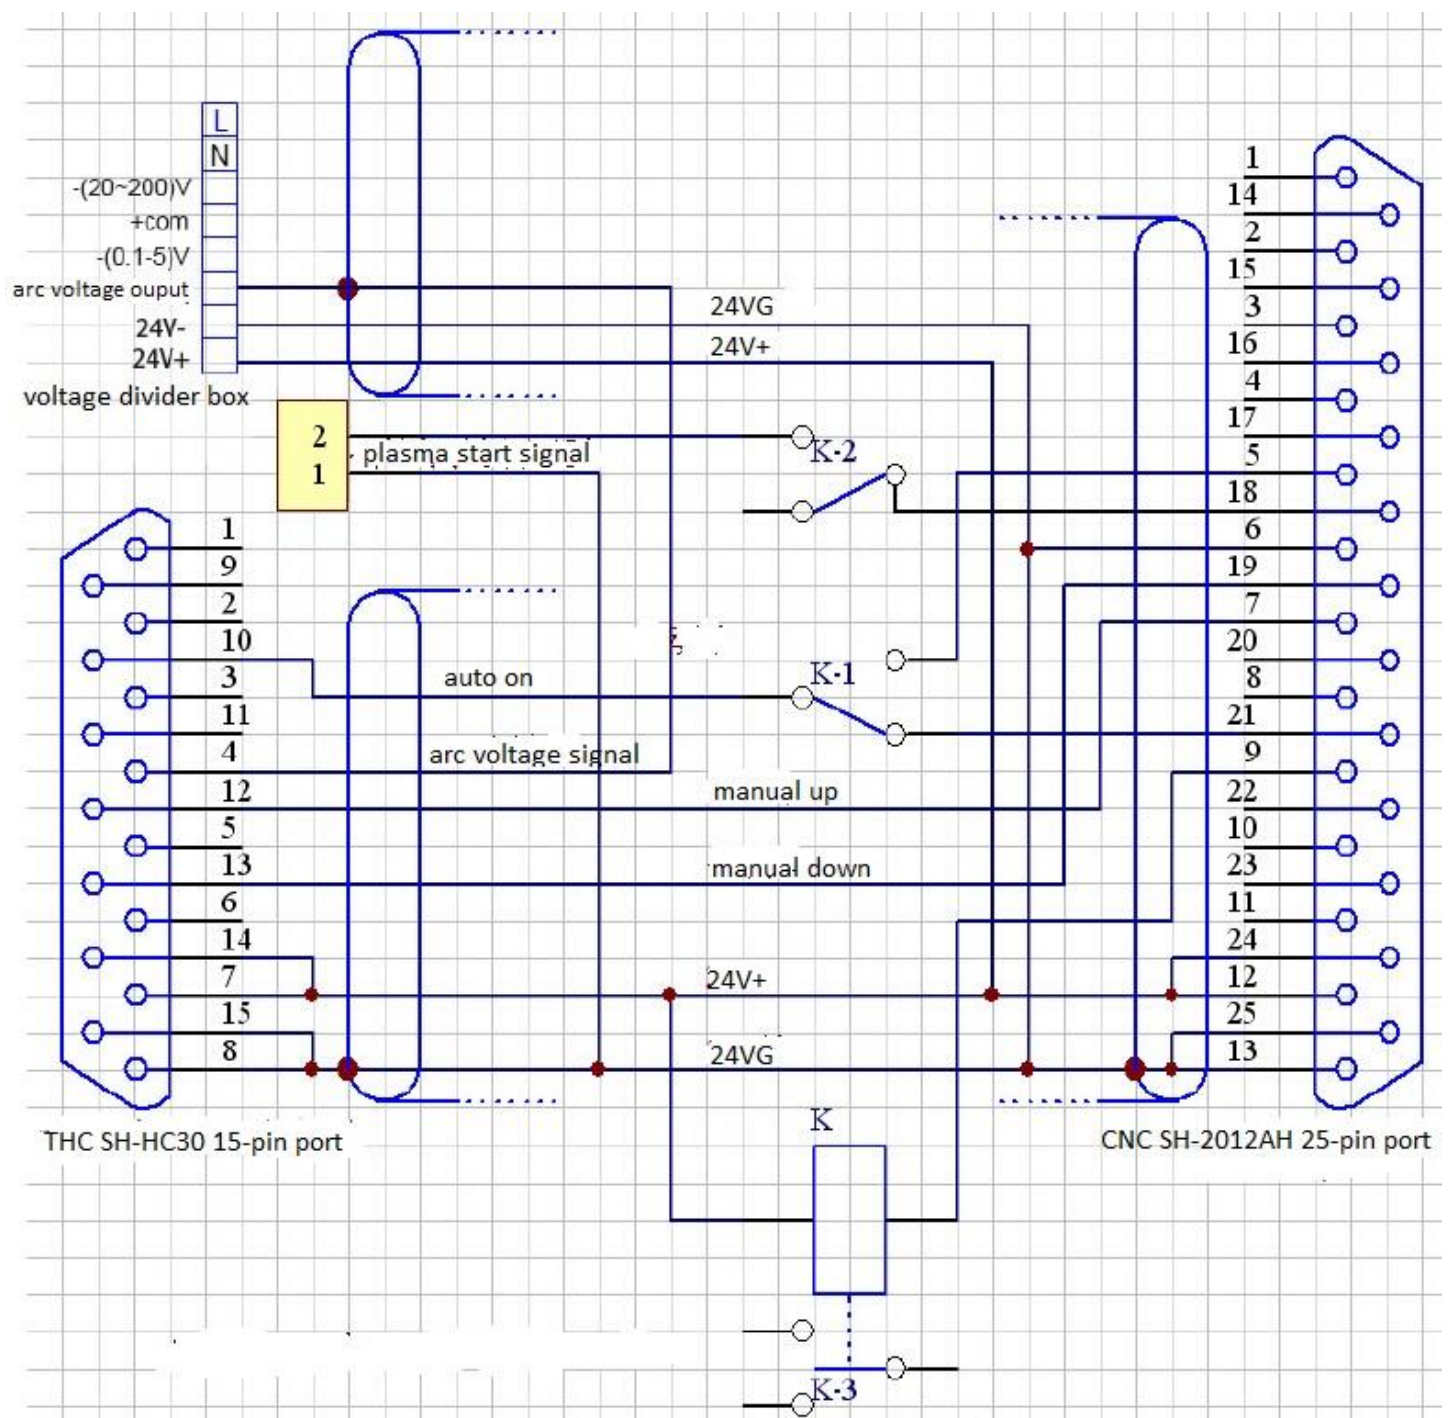 L
N
-(20~200)V
+com
-(0.1-5)V
arc voltage ouput
24V-
24V+
voltage divider box
24VG
24V+
2
1
plasma start signal
K-2
1
9
2
10
3
11
4
12
5
13
6
14
7
15
8
auto on
K-1
arc voltage signal
manual up
manual down
24V+
24VG
1
14
2
15
3
16
4
17
5
18
6
19
7
20
8
21
9
22
10
23
11
24
12
25
13
THC SH-HC30 15-pin port
K
CNC SH-2012AH 25-pin port
K-3